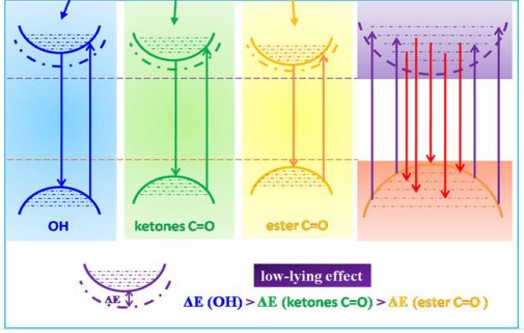 OH
ketones C=O
ester C=O
low-lying effect
ΔE
ΔE (OH) > ΔE (ketones C=O) > ΔE (ester C=O )